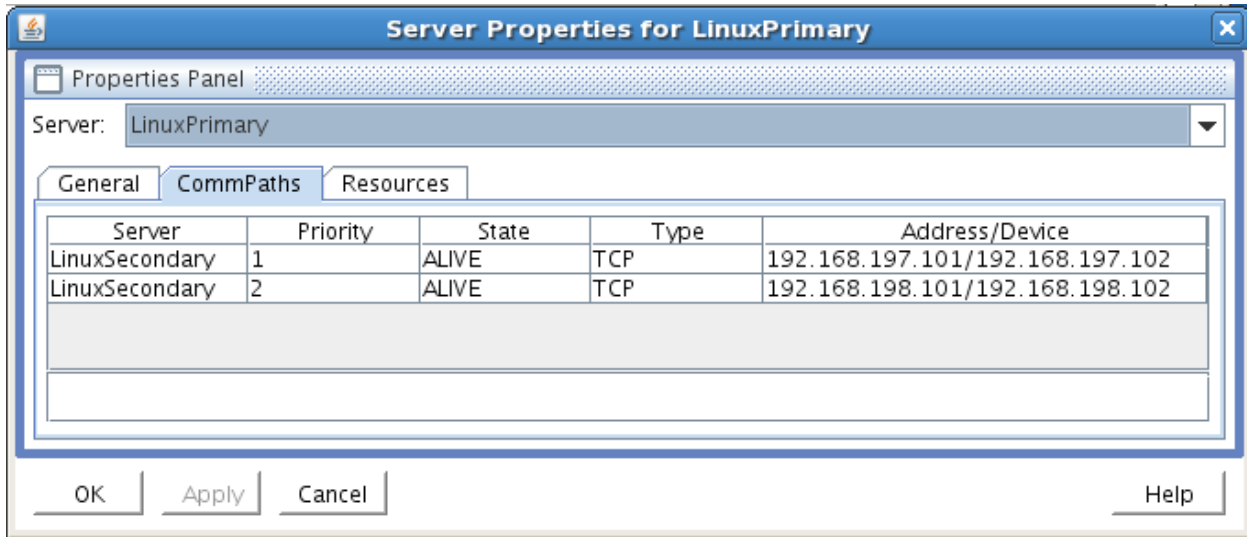 Server Properties for LinuxPrimary
Properties Panel
Server: LinuxPrimary
General CommPaths Resources
Server Priority State Type Address/Device
LinuxSecondary 1 ALIVE TCP 192.168.197.101/192.168.197.102
LinuxSecondary 2 ALIVE TCP 192.168.198.101/192.168.198.102
OK Apply Cancel Help